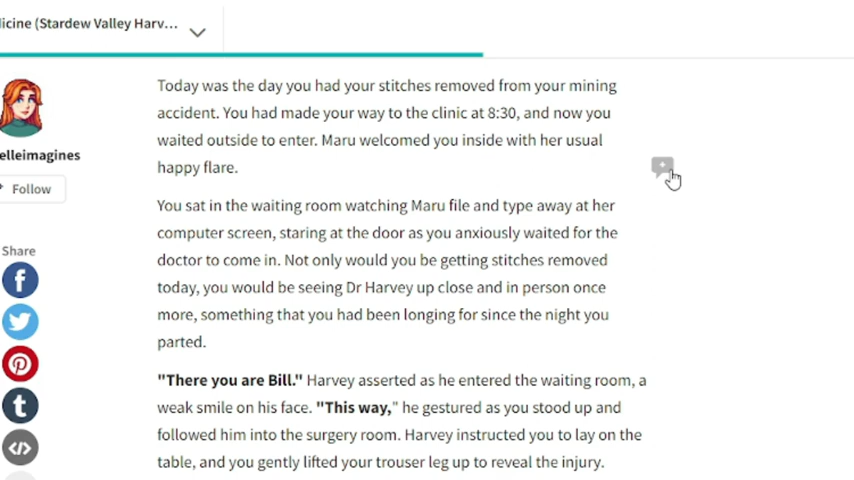 dicine (Stardew Valley Harv...
Today was the day you had your stitches removed from your mining
accident. You had made your way to the clinic at 8:30, and now you
waited outside to enter. Maru welcomed you inside with her usual
happy flare.
elleimagines
Follow
You sat in the waiting room watching Maru file and type away at her
computer screen, staring at the door as you anxiously waited for the
doctor to come in. Not only would you be getting stitches removed
today, you would be seeing Dr Harvey up close and in person once
more, something that you had been longing for since the night you
parted.
Share
"There you are Bill." Harvey asserted as he entered the waiting room, a
weak smile on his face. "This way," he gestured as you stood up and
followed him into the surgery room. Harvey instructed you to lay on the
table, and you gently lifted your trouser leg up to reveal the injury.